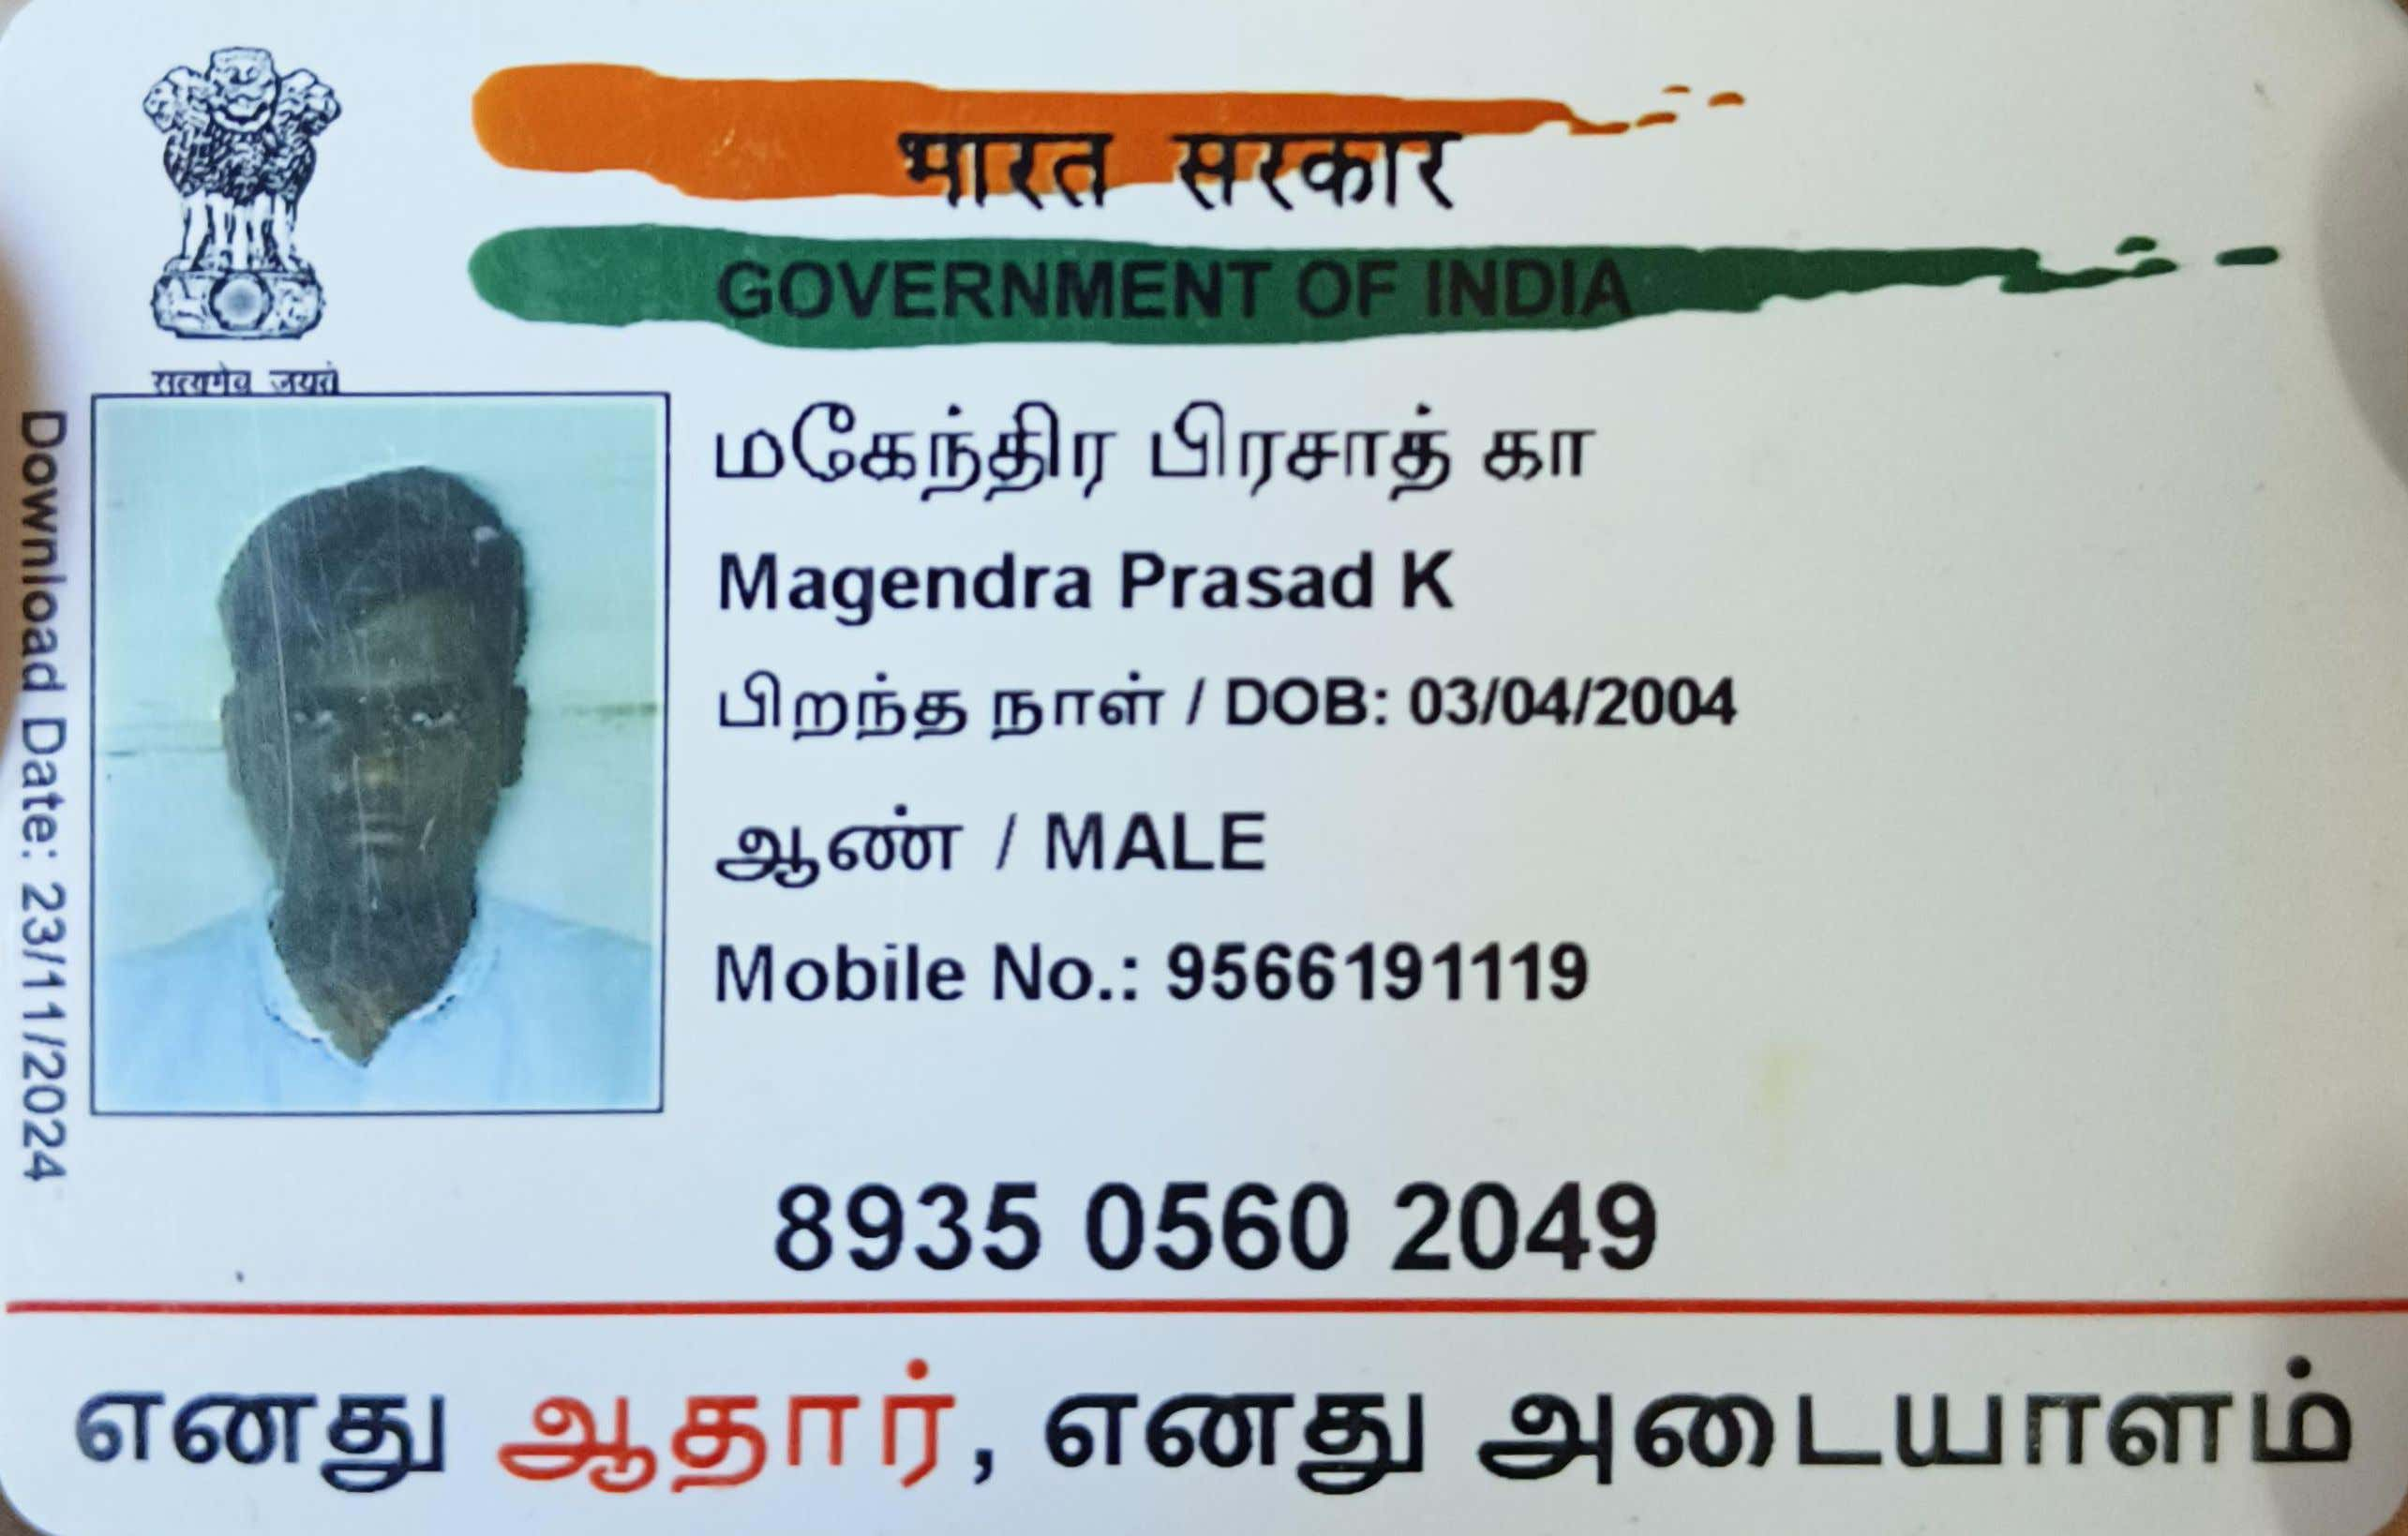 भारत सरकार
GOVERNMENT OF INDIA
सत्यमेव जयते
Download Date: 23/11/2024
மகேந்திர பிரசாத் கா
Magendra Prasad K
பிறந்த நாள் / DOB: 03/04/2004
ஆண் / MALE
Mobile No.: 9566191119
8935 0560 2049
எனது ஆதார், எனது அடையாளம்